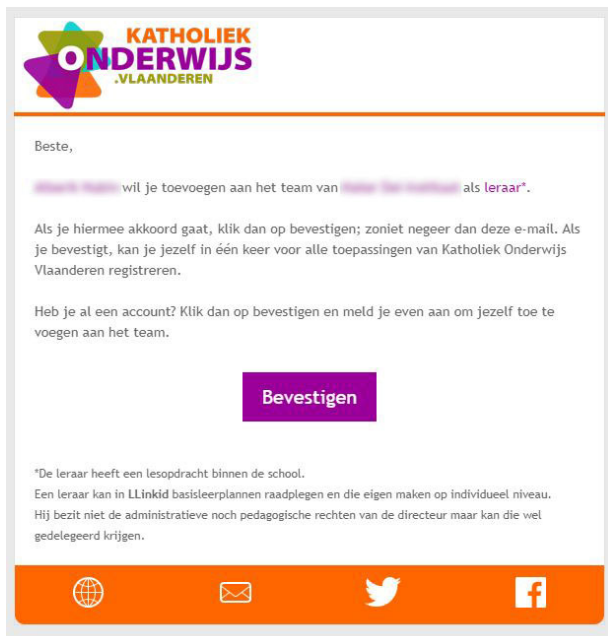 KATHOLIEK
ONDERWIJS
.VLAANDEREN
Beste,
wil je toevoegen aan het team van als leraar*.
Als je hiermee akkoord gaat, klik dan op bevestigen; zoniet negeer dan deze e-mail. Als
je bevestigt, kan je jezelf in één keer voor alle toepassingen van Katholiek Onderwijs
Vlaanderen registreren.
Heb je al een account? Klik dan op bevestigen en meld je even aan om jezelf toe te
voegen aan het team.
Bevestigen
*De leraar heeft een lesopdracht binnen de school.
Een leraar kan in LLinkid basisleerplannen raadplegen en die eigen maken op individueel niveau.
Hij bezit niet de administratieve noch pedagogische rechten van de directeur maar kan die wel
gedelegeerd krijgen.